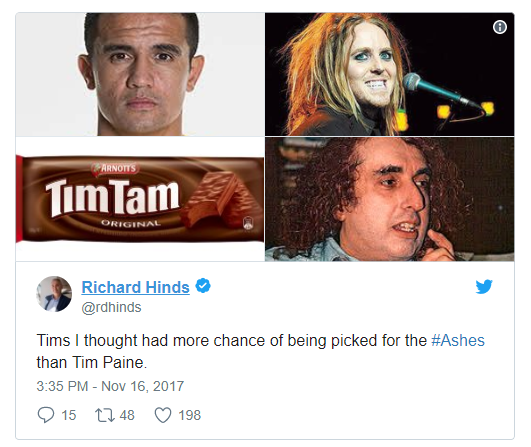 ARNOTT'S
TimTam
ORIGINAL
Richard Hinds
@rdhinds
Tims I thought had more chance of being picked for the #Ashes
than Tim Paine.
3:35 PM - Nov 16, 2017
15 48 198